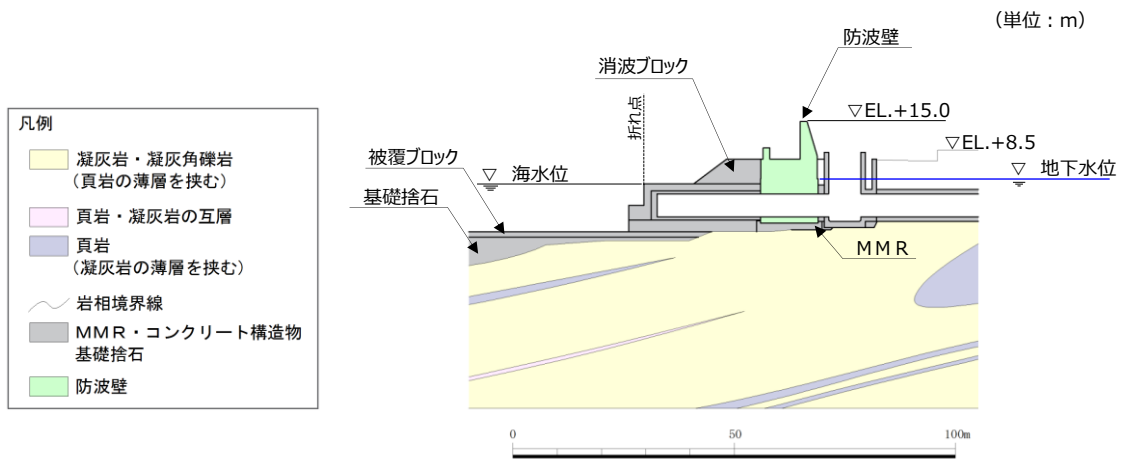 （単位：m）
防波壁
消波ブロック
折れ点
▽EL.+15.0
▽EL.+8.5
被覆ブロック
▽ 海水位
▽ 地下水位
基礎捨石
ＭＭＲ
凡例
凝灰岩・凝灰角礫岩
（頁岩の薄層を挟む）
頁岩・凝灰岩の互層
頁岩
（凝灰岩の薄層を挟む）
岩相境界線
ＭＭＲ・コンクリート構造物
基礎捨石
防波壁
0 50 100m